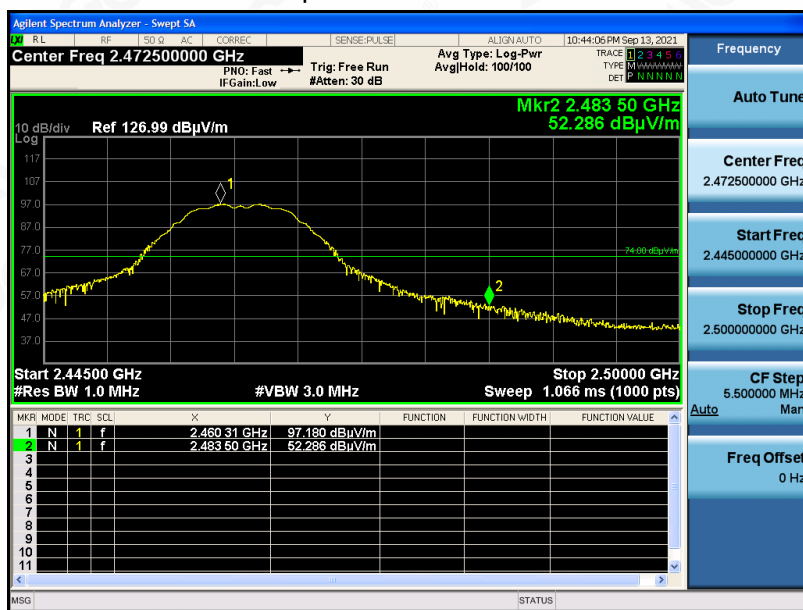 Agilent Spectrum Analyzer - Swept SA
LXI RL RF 50 Ω AC CORREC SENSE:PULSE ALIGN AUTO 10:44:06 PM Sep 13, 2021
Center Freq 2.472500000 GHz
PNO: Fast
IFGain:Low
Trig: Free Run
#Atten: 30 dB
Avg Type: Log-Pwr
Avg|Hold: 100/100
TRACE 1 2 3 4 5 6
TYPE M WWWWW
DET P N N N N N
Mkr2 2.483 50 GHz
52.286 dBµV/m
10 dB/div
Log
Ref 126.99 dBµV/m
117
107
97.0
87.0
77.0
67.0
57.0
47.0
37.0
1
74.00 dBµV/m
2
Start 2.44500 GHz
#Res BW 1.0 MHz
#VBW 3.0 MHz
Stop 2.50000 GHz
Sweep 1.066 ms (1000 pts)
MKR MODE TRC SCL X Y FUNCTION FUNCTION WIDTH FUNCTION VALUE
1 N 1 f 2.460 31 GHz 97.180 dBµV/m
2 N 1 f 2.483 50 GHz 52.286 dBµV/m
3
4
5
6
7
8
9
10
11
MSG
STATUS
Frequency
Auto Tune
Center Freq
2.472500000 GHz
Start Freq
2.445000000 GHz
Stop Freq
2.500000000 GHz
CF Step
5.500000 MHz
Auto Man
Freq Offset
0 Hz